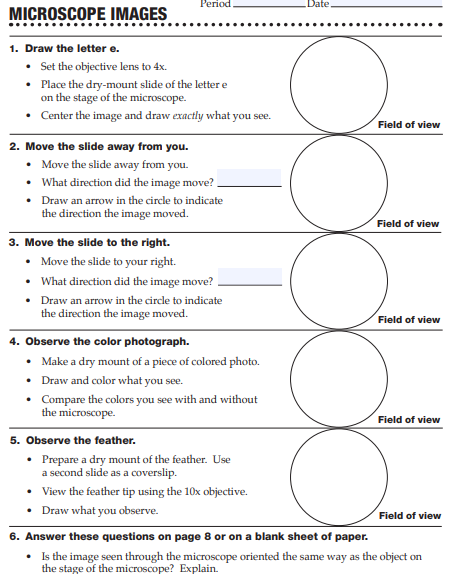 Period Date
MICROSCOPE IMAGES
1. Draw the letter e.
• Set the objective lens to 4x.
• Place the dry-mount slide of the letter e
on the stage of the microscope.
• Center the image and draw exactly what you see.
Field of view
2. Move the slide away from you.
• Move the slide away from you.
• What direction did the image move?
• Draw an arrow in the circle to indicate
the direction the image moved.
Field of view
3. Move the slide to the right.
• Move the slide to your right.
• What direction did the image move?
• Draw an arrow in the circle to indicate
the direction the image moved.
Field of view
4. Observe the color photograph.
• Make a dry mount of a piece of colored photo.
• Draw and color what you see.
• Compare the colors you see with and without
the microscope.
Field of view
5. Observe the feather.
• Prepare a dry mount of the feather. Use
a second slide as a coverslip.
• View the feather tip using the 10x objective.
• Draw what you observe.
Field of view
6. Answer these questions on page 8 or on a blank sheet of paper.
• Is the image seen through the microscope oriented the same way as the object on
the stage of the microscope? Explain.